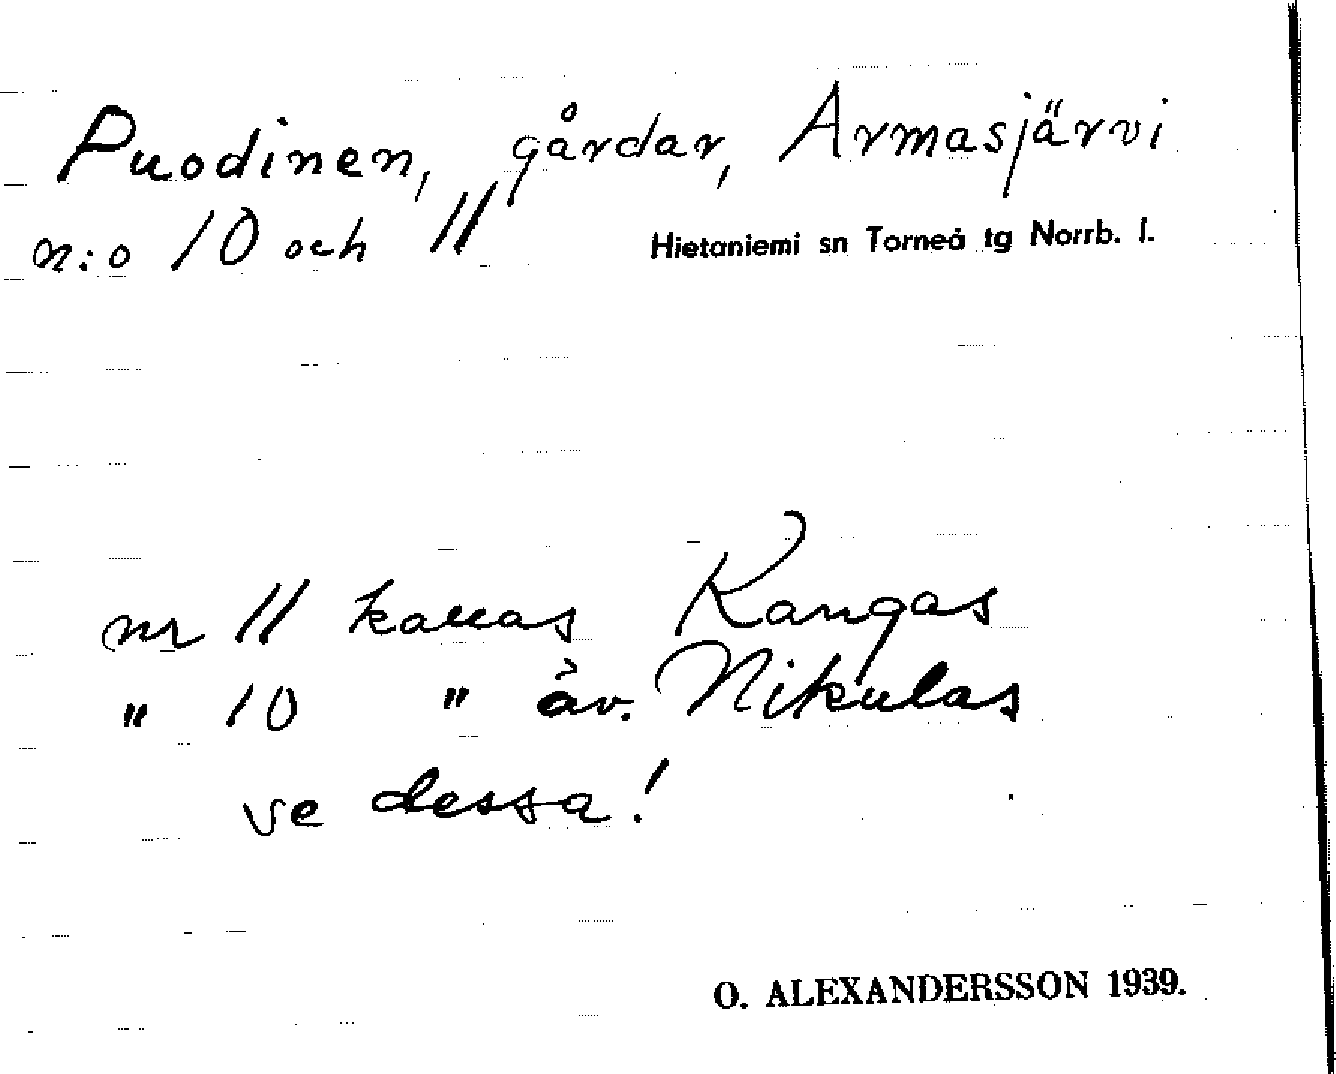 Puodinen, gårdar, Armasjärvi
n:o 10 och 11 Hietaniemi sn Torneå tg Norrb. l.
nr 11 kallas Kangas
" 10 " äv. Nikulas
se dessa!
O. ALEXANDERSSON 1939.